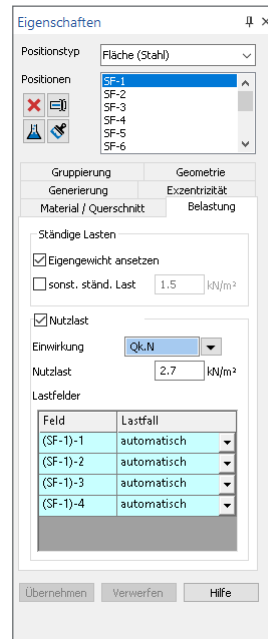 Eigenschaften
Positionstyp Fläche (Stahl)
Positionen SF-1
SF-2
SF-3
SF-4
SF-5
SF-6
Gruppierung Geometrie
Generierung Exzentrizität
Material / Querschnitt Belastung
Ständige Lasten
Eigengewicht ansetzen
sonst. ständ. Last 1.5 kN/m²
Nutzlast
Einwirkung Qk.N
Nutzlast 2.7 kN/m²
Lastfelder
Feld Lastfall
(SF-1)-1 automatisch
(SF-1)-2 automatisch
(SF-1)-3 automatisch
(SF-1)-4 automatisch
Übernehmen Verwerfen Hilfe